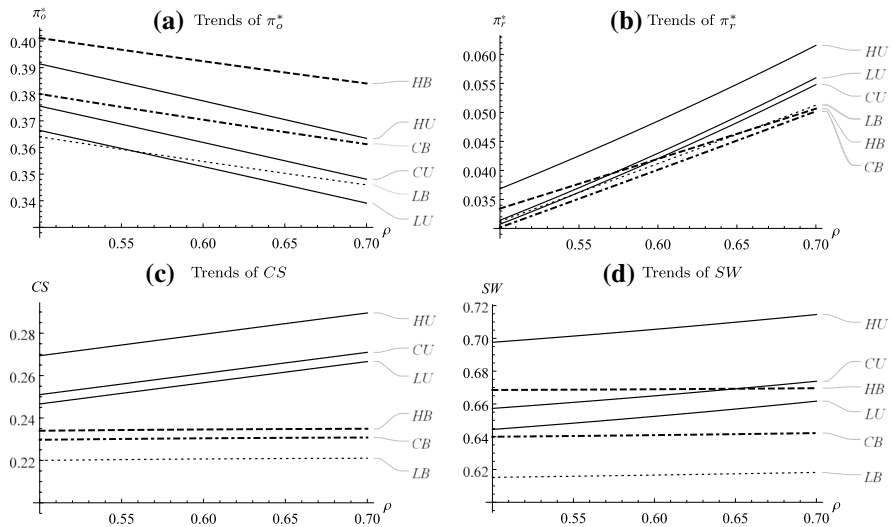 (a) Trends of π*o
π*o
0.40
0.39
0.38
0.37
0.36
0.35
0.34
0.55 0.60 0.65 0.70
ρ
HB
HU
CB
CU
LB
LU
(b) Trends of π*r
π*r
0.060
0.055
0.050
0.045
0.040
0.035
0.55 0.60 0.65 0.70
ρ
HU
LU
CU
LB
HB
CB
(c) Trends of CS
CS
0.28
0.26
0.24
0.22
0.55 0.60 0.65 0.70
ρ
HU
CU
LU
HB
CB
LB
(d) Trends of SW
SW
0.72
0.70
0.68
0.66
0.64
0.62
0.55 0.60 0.65 0.70
ρ
HU
CU
HB
LU
CB
LB